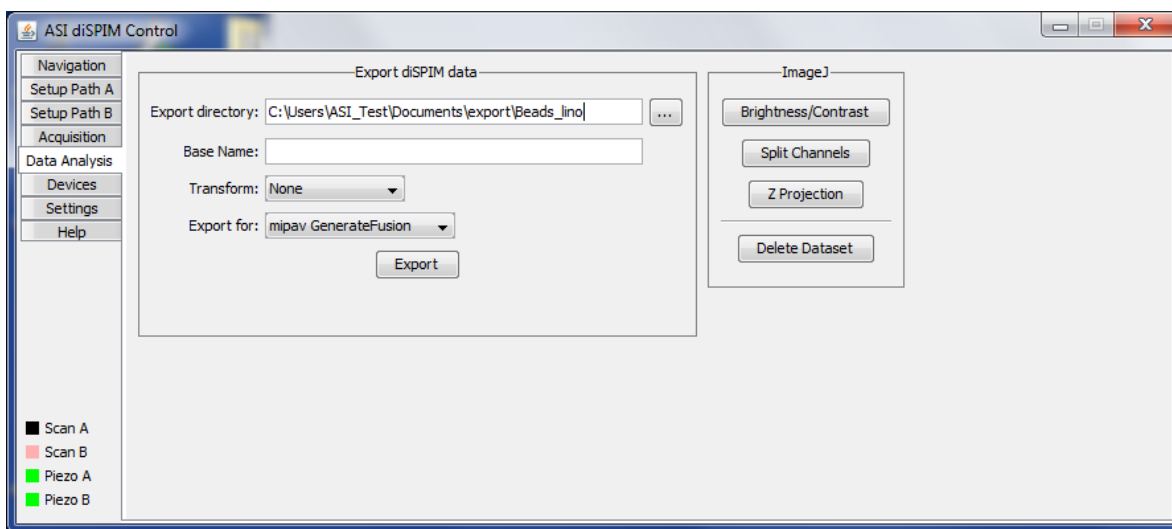 ASI diSPIM Control
Navigation
Setup Path A
Setup Path B
Acquisition
Data Analysis
Devices
Settings
Help
Scan A
Scan B
Piezo A
Piezo B
Export diSPIM data
Export directory: C:\Users\ASI_Test\Documents\export\Beads_lino ...
Base Name:
Transform: None
Export for: mipav GenerateFusion
Export
ImageJ
Brightness/Contrast
Split Channels
Z Projection
Delete Dataset